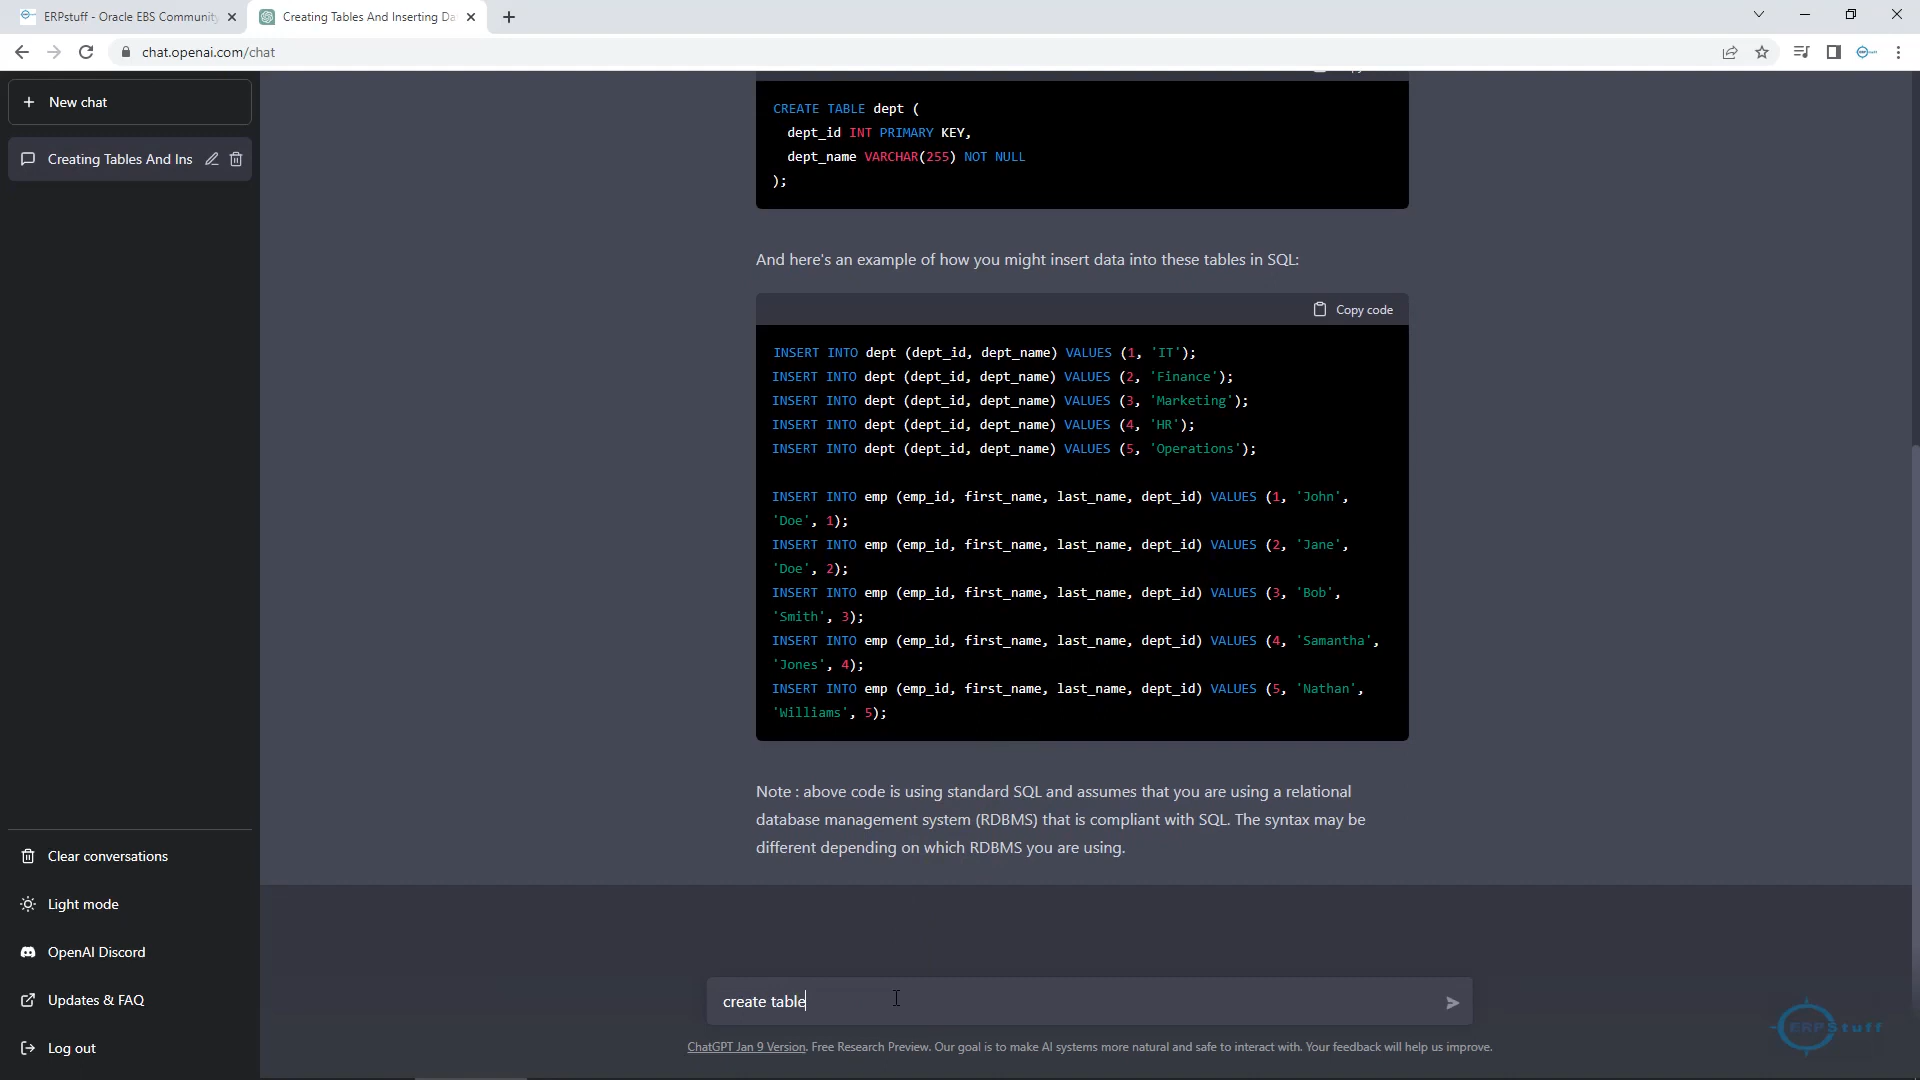 ERPstuff - Oracle EBS Community
Creating Tables And Inserting Da
chat.openai.com/chat
New chat
Creating Tables And Ins
CREATE TABLE dept (
dept_id INT PRIMARY KEY,
dept_name VARCHAR(255) NOT NULL
);
And here's an example of how you might insert data into these tables in SQL:
Copy code
INSERT INTO dept (dept_id, dept_name) VALUES (1, 'IT');
INSERT INTO dept (dept_id, dept_name) VALUES (2, 'Finance');
INSERT INTO dept (dept_id, dept_name) VALUES (3, 'Marketing');
INSERT INTO dept (dept_id, dept_name) VALUES (4, 'HR');
INSERT INTO dept (dept_id, dept_name) VALUES (5, 'Operations');
INSERT INTO emp (emp_id, first_name, last_name, dept_id) VALUES (1, 'John',
'Doe', 1);
INSERT INTO emp (emp_id, first_name, last_name, dept_id) VALUES (2, 'Jane',
'Doe', 2);
INSERT INTO emp (emp_id, first_name, last_name, dept_id) VALUES (3, 'Bob',
'Smith', 3);
INSERT INTO emp (emp_id, first_name, last_name, dept_id) VALUES (4, 'Samantha',
'Jones', 4);
INSERT INTO emp (emp_id, first_name, last_name, dept_id) VALUES (5, 'Nathan',
'Williams', 5);
Note : above code is using standard SQL and assumes that you are using a relational
database management system (RDBMS) that is compliant with SQL. The syntax may be
different depending on which RDBMS you are using.
Clear conversations
Light mode
OpenAI Discord
Updates & FAQ
Log out
create table
ChatGPT Jan 9 Version. Free Research Preview. Our goal is to make AI systems more natural and safe to interact with. Your feedback will help us improve.
ERPStuff